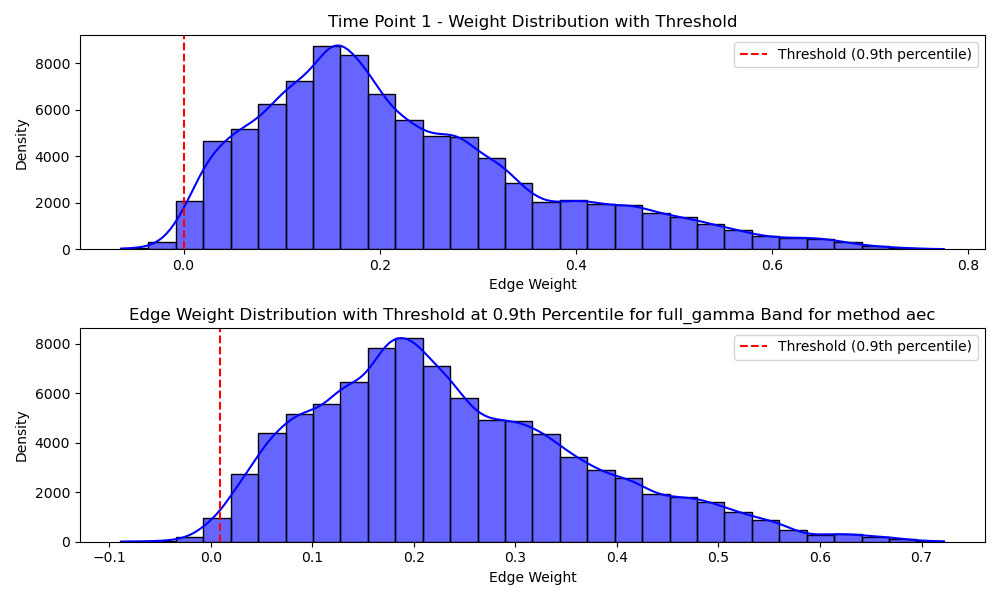 Time Point 1 - Weight Distribution with Threshold
Threshold (0.9th percentile)
Density
8000
6000
4000
2000
0
0.0 0.2 0.4 0.6 0.8
Edge Weight
Edge Weight Distribution with Threshold at 0.9th Percentile for full_gamma Band for method aec
Threshold (0.9th percentile)
Density
8000
6000
4000
2000
0
−0.1 0.0 0.1 0.2 0.3 0.4 0.5 0.6 0.7
Edge Weight